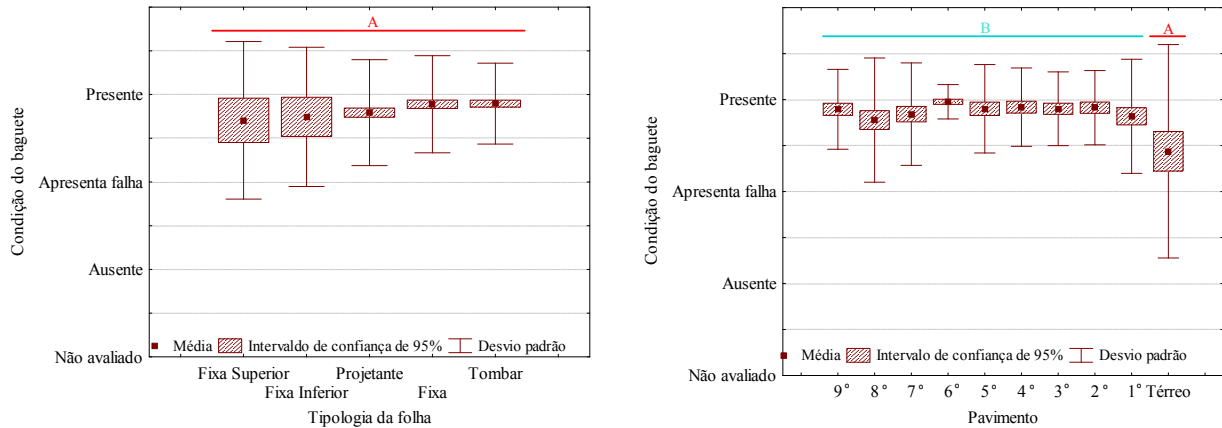 A
Condição do baguete
Presente
Apresenta falha
Ausente
Não avaliado
Média Intervaldo de confiança de 95% Desvio padrão
Fixa Superior Projetante Tombar
Fixa Inferior Fixa
Tipologia da folha
B A
Condição do baguete
Presente
Apresenta falha
Ausente
Não avaliado
Média Intervalo de confiança de 95% Desvio padrão
9° 8° 7° 6° 5° 4° 3° 2° 1° Térreo
Pavimento